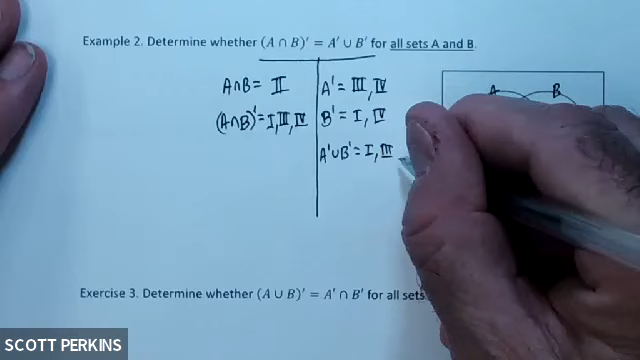 Example 2. Determine whether (A ∩ B)′ = A′ ∪ B′ for all sets A and B.
A∩B = II
(A∩B)′ = I, III, IV
A′ = III, IV
B′ = I, IV
A′∪B′ = I, III
A B
Exercise 3. Determine whether (A ∪ B)′ = A′ ∩ B′ for all sets
SCOTT PERKINS